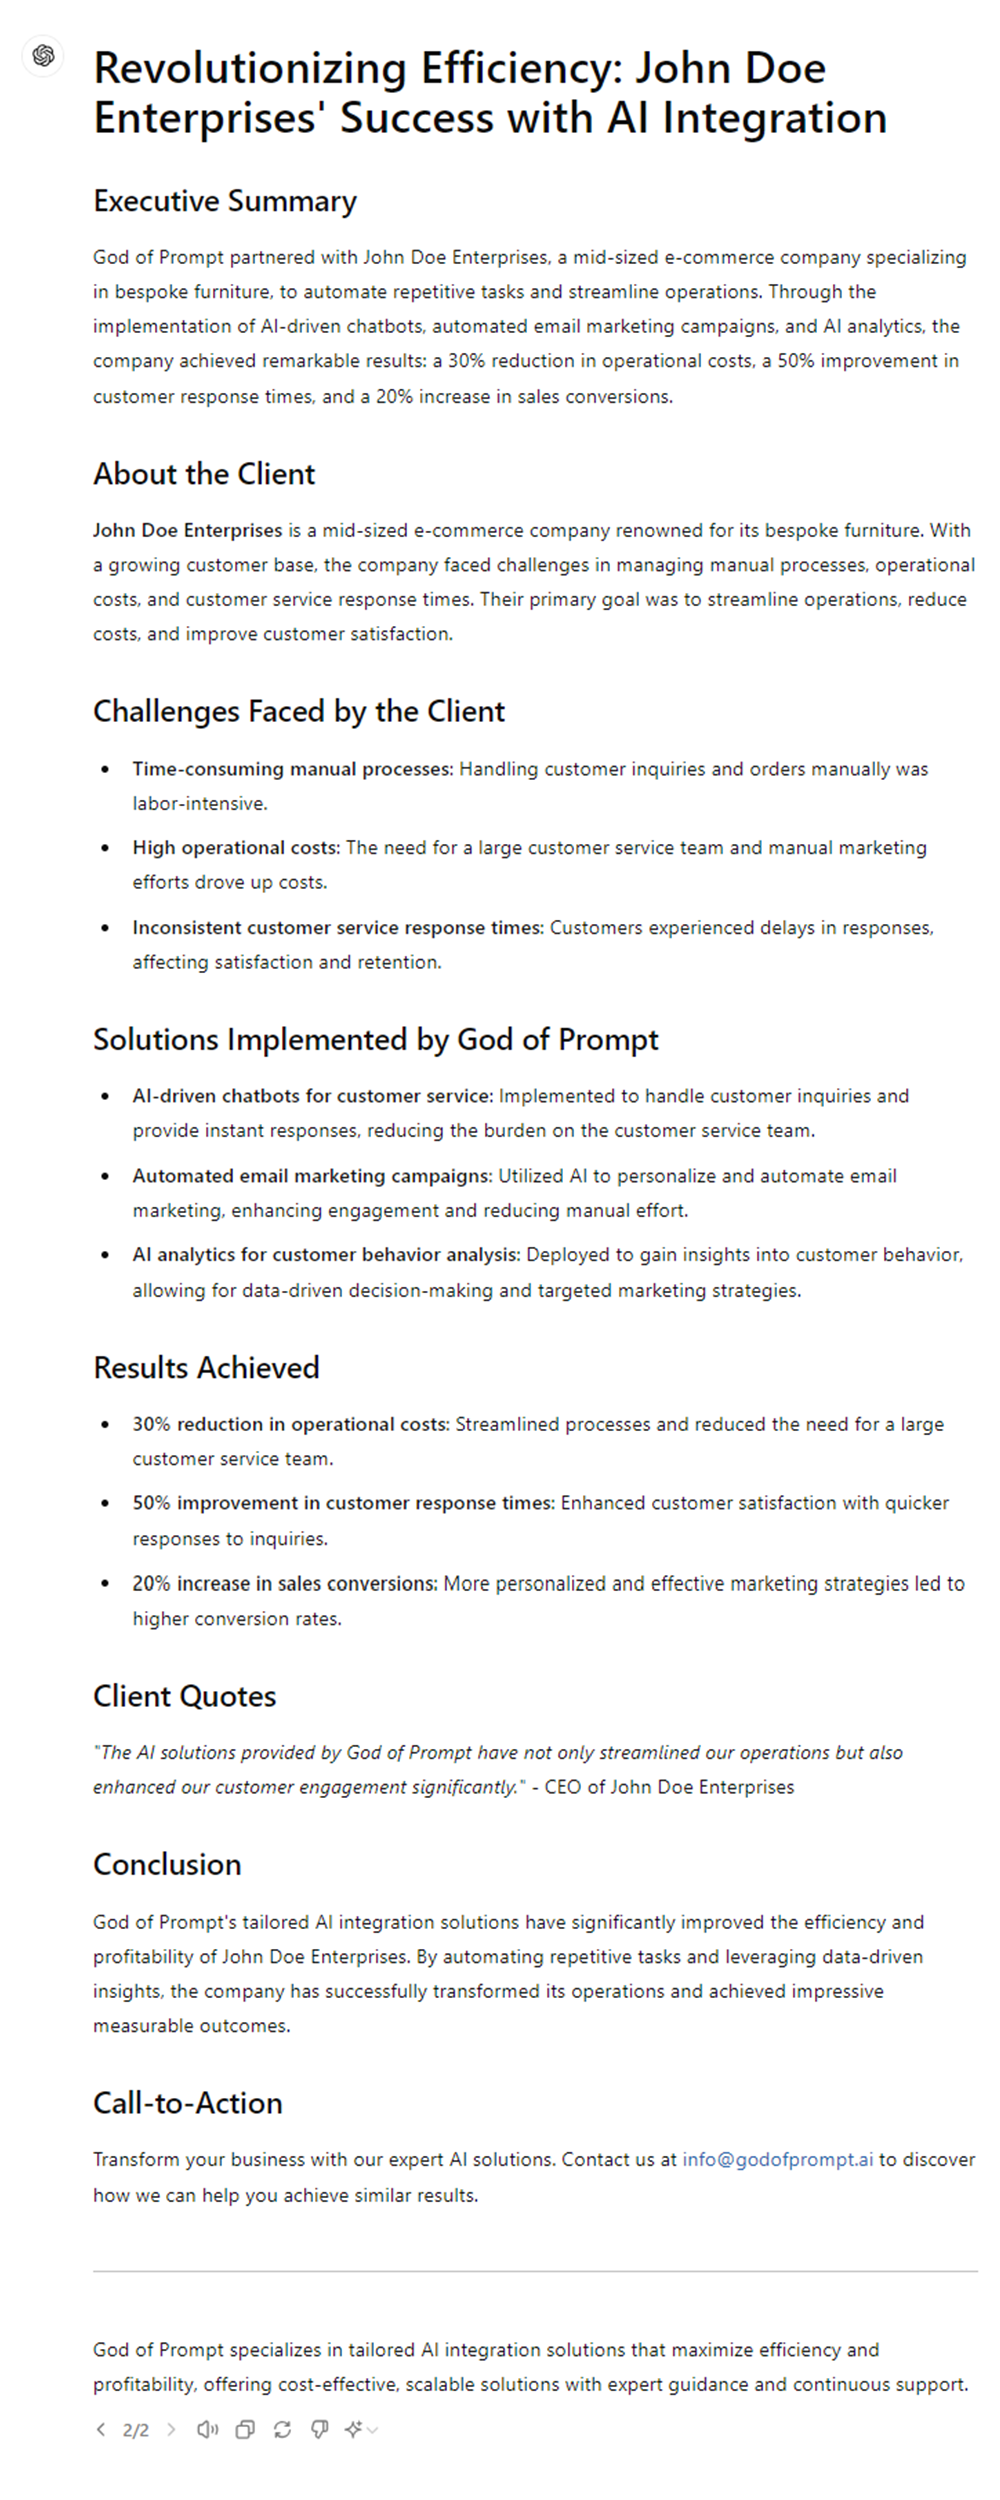 Revolutionizing Efficiency: John Doe
Enterprises' Success with AI Integration
Executive Summary
God of Prompt partnered with John Doe Enterprises, a mid-sized e-commerce company specializing
in bespoke furniture, to automate repetitive tasks and streamline operations. Through the
implementation of AI-driven chatbots, automated email marketing campaigns, and AI analytics, the
company achieved remarkable results: a 30% reduction in operational costs, a 50% improvement in
customer response times, and a 20% increase in sales conversions.
About the Client
John Doe Enterprises is a mid-sized e-commerce company renowned for its bespoke furniture. With
a growing customer base, the company faced challenges in managing manual processes, operational
costs, and customer service response times. Their primary goal was to streamline operations, reduce
costs, and improve customer satisfaction.
Challenges Faced by the Client
• Time-consuming manual processes: Handling customer inquiries and orders manually was
labor-intensive.
• High operational costs: The need for a large customer service team and manual marketing
efforts drove up costs.
• Inconsistent customer service response times: Customers experienced delays in responses,
affecting satisfaction and retention.
Solutions Implemented by God of Prompt
• AI-driven chatbots for customer service: Implemented to handle customer inquiries and
provide instant responses, reducing the burden on the customer service team.
• Automated email marketing campaigns: Utilized AI to personalize and automate email
marketing, enhancing engagement and reducing manual effort.
• AI analytics for customer behavior analysis: Deployed to gain insights into customer behavior,
allowing for data-driven decision-making and targeted marketing strategies.
Results Achieved
• 30% reduction in operational costs: Streamlined processes and reduced the need for a large
customer service team.
• 50% improvement in customer response times: Enhanced customer satisfaction with quicker
responses to inquiries.
• 20% increase in sales conversions: More personalized and effective marketing strategies led to
higher conversion rates.
Client Quotes
"The AI solutions provided by God of Prompt have not only streamlined our operations but also
enhanced our customer engagement significantly." - CEO of John Doe Enterprises
Conclusion
God of Prompt's tailored AI integration solutions have significantly improved the efficiency and
profitability of John Doe Enterprises. By automating repetitive tasks and leveraging data-driven
insights, the company has successfully transformed its operations and achieved impressive
measurable outcomes.
Call-to-Action
Transform your business with our expert AI solutions. Contact us at info@godofprompt.ai to discover
how we can help you achieve similar results.
God of Prompt specializes in tailored AI integration solutions that maximize efficiency and
profitability, offering cost-effective, scalable solutions with expert guidance and continuous support.
2/2